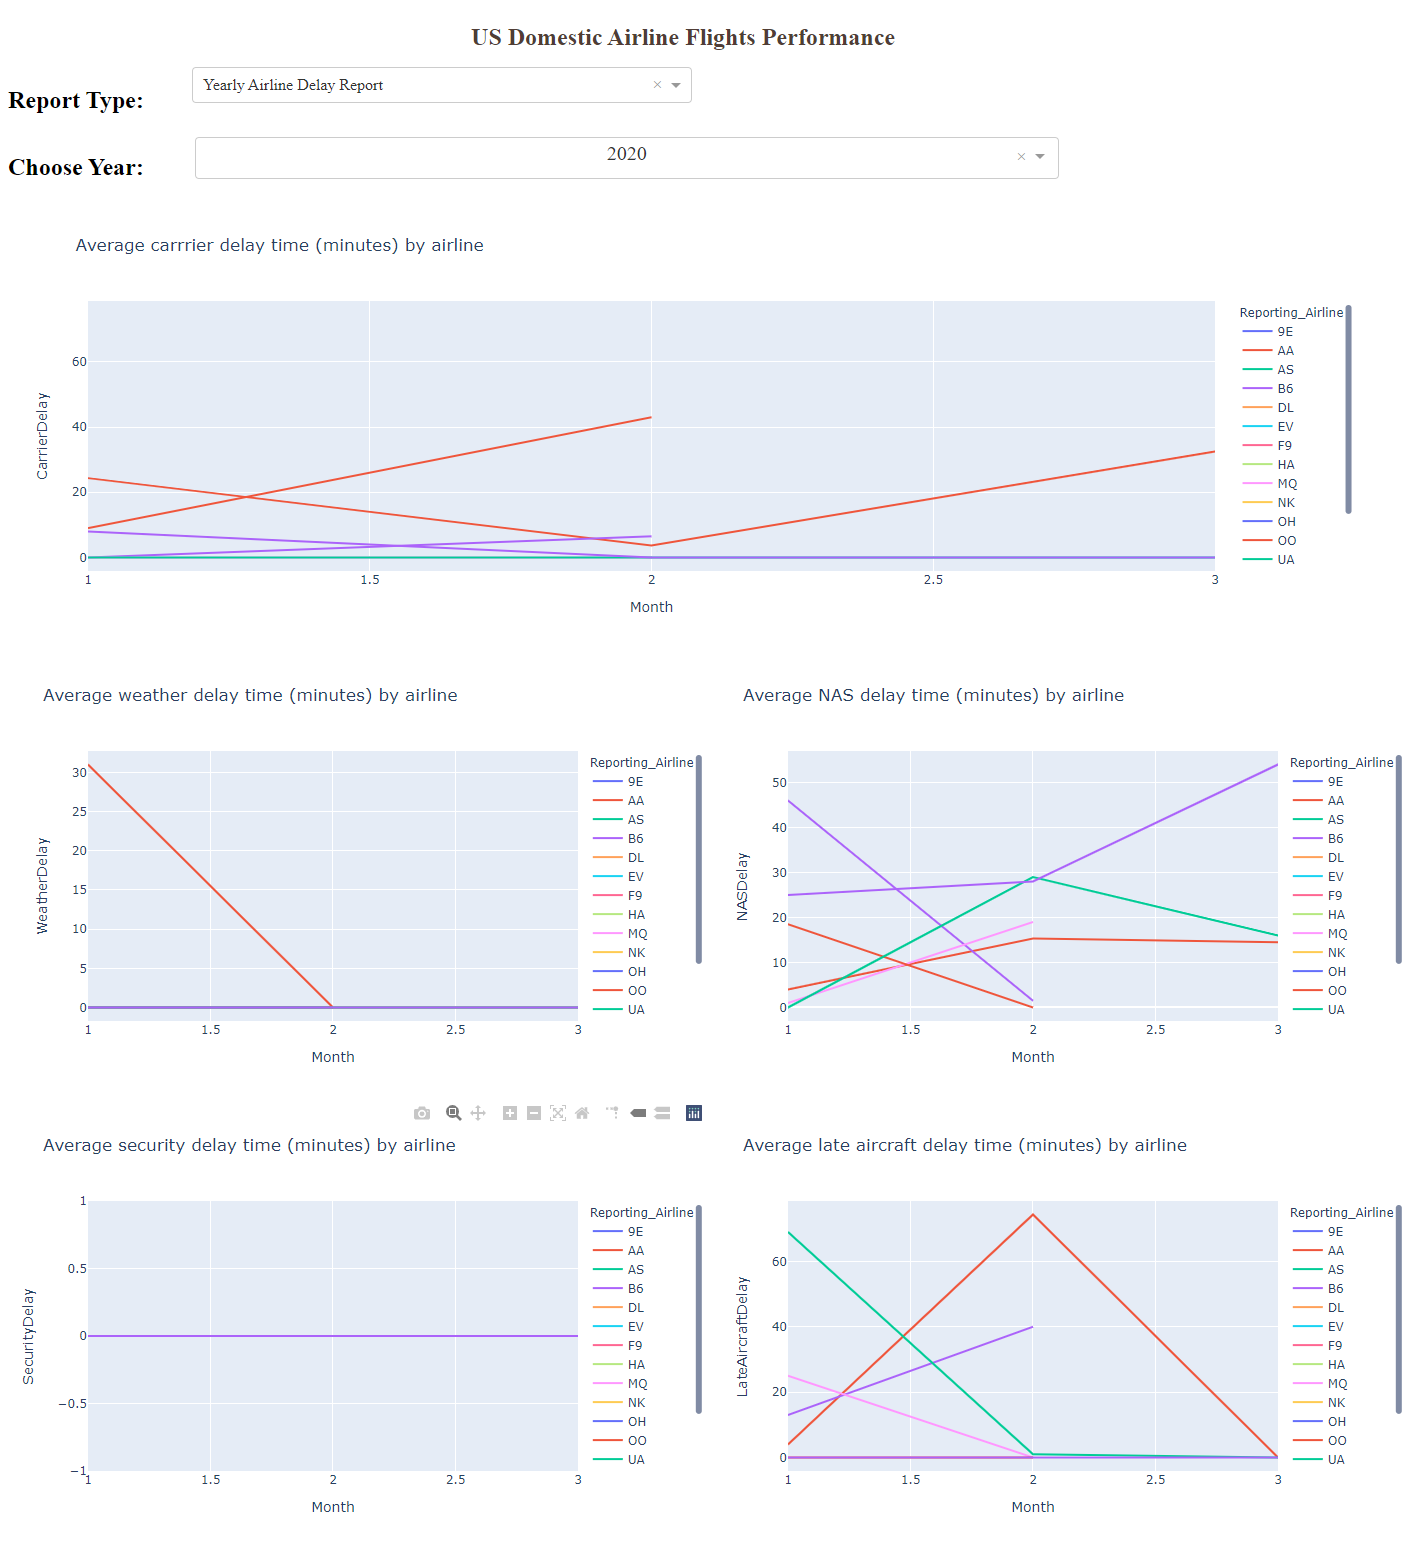 US Domestic Airline Flights Performance
Report Type:
Yearly Airline Delay Report
× 
Choose Year:
2020
×
Average carrrier delay time (minutes) by airline
CarrierDelay
60
40
20
0
1 1.5 2 2.5 3
Month
Reporting_Airline
9E
AA
AS
B6
DL
EV
F9
HA
MQ
NK
OH
OO
UA
Average weather delay time (minutes) by airline
WeatherDelay
30
25
20
15
10
5
0
1 1.5 2 2.5 3
Month
Reporting_Airline
9E
AA
AS
B6
DL
EV
F9
HA
MQ
NK
OH
OO
UA
Average NAS delay time (minutes) by airline
NASDelay
50
40
30
20
10
0
1 1.5 2 2.5 3
Month
Reporting_Airline
9E
AA
AS
B6
DL
EV
F9
HA
MQ
NK
OH
OO
UA
Average security delay time (minutes) by airline
SecurityDelay
1
0.5
0
−0.5
−1
1 1.5 2 2.5 3
Month
Reporting_Airline
9E
AA
AS
B6
DL
EV
F9
HA
MQ
NK
OH
OO
UA
Average late aircraft delay time (minutes) by airline
LateAircraftDelay
60
40
20
0
1 1.5 2 2.5 3
Month
Reporting_Airline
9E
AA
AS
B6
DL
EV
F9
HA
MQ
NK
OH
OO
UA